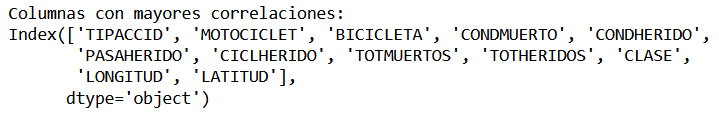 Columnas con mayores correlaciones:
Index(['TIPACCID', 'MOTOCICLET', 'BICICLETA', 'CONDMUERTO', 'CONDHERIDO',
'PASAHERIDO', 'CICLHERIDO', 'TOTMUERTOS', 'TOTHERIDOS', 'CLASE',
'LONGITUD', 'LATITUD'],
dtype='object')